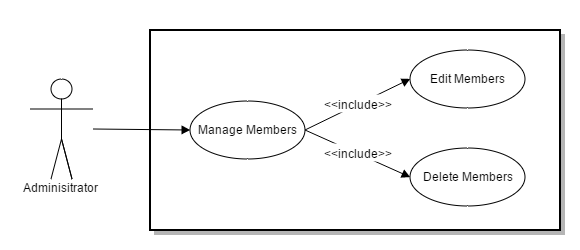 Edit Members
<<include>>
Manage Members
<<include>>
Delete Members
Adminisitrator